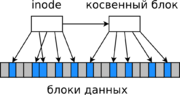 inode
косвенный блок
блоки данных